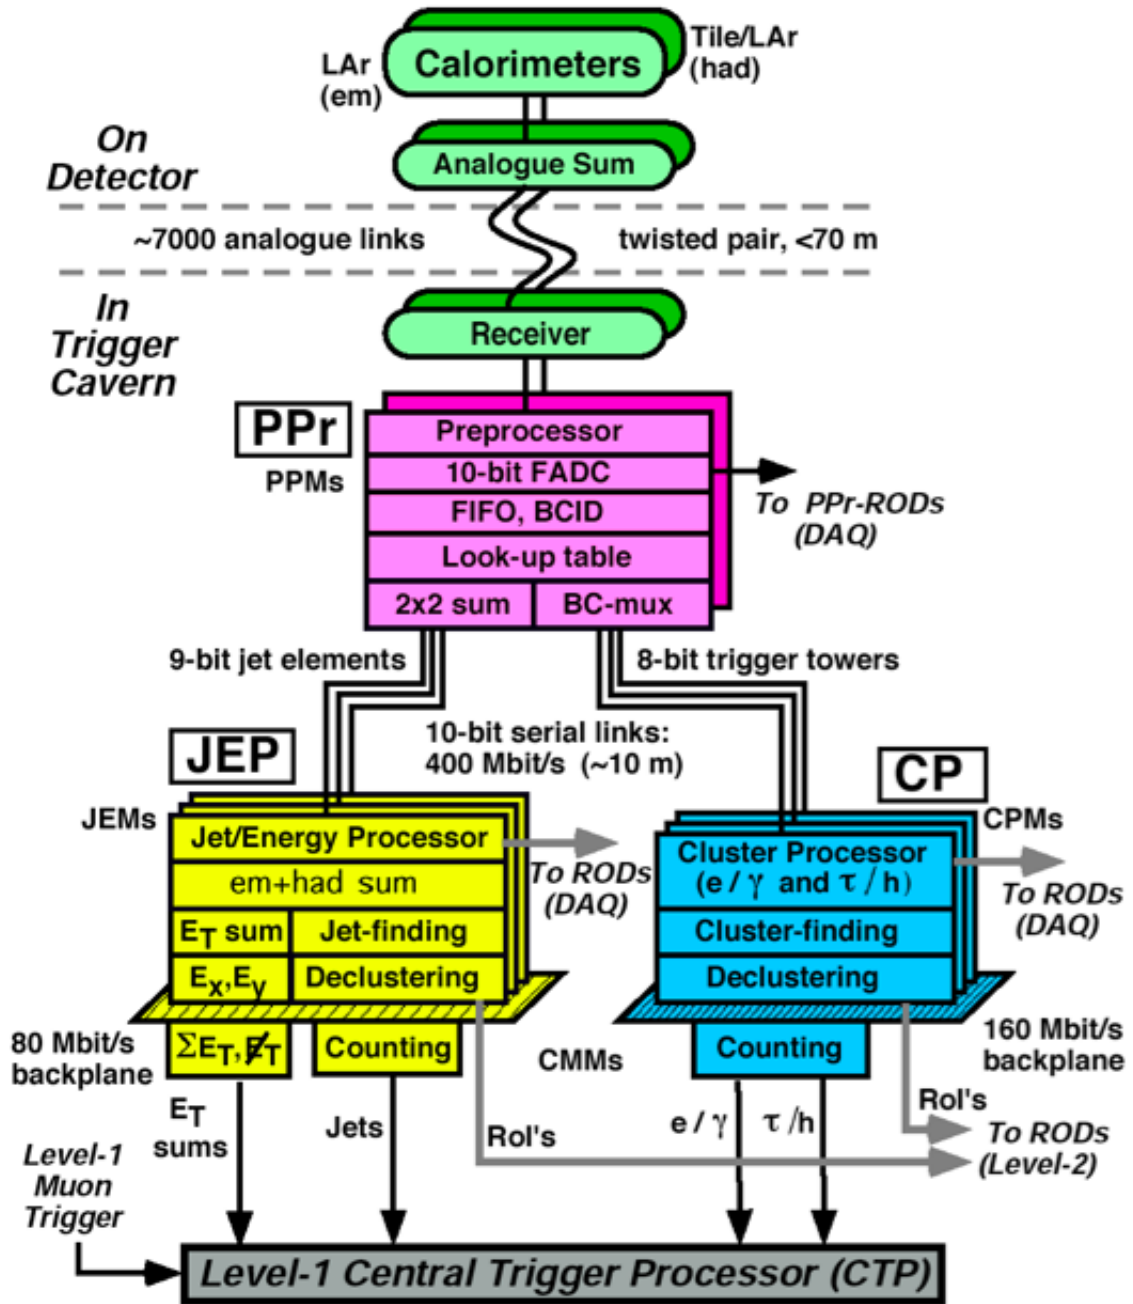 LAr
(em)
Calorimeters
Tile/LAr
(had)
On
Detector
Analogue Sum
~7000 analogue links
twisted pair, <70 m
In
Trigger
Cavern
Receiver
PPr
PPMs
Preprocessor
10-bit FADC
FIFO, BCID
Look-up table
2x2 sum
BC-mux
To PPr-RODs
(DAQ)
9-bit jet elements
8-bit trigger towers
10-bit serial links:
400 Mbit/s (~10 m)
JEP
JEMs
Jet/Energy Processor
em+had sum
ET sum
Jet-finding
Ex,Ey
Declustering
To RODs
(DAQ)
CP
CPMs
Cluster Processor
(e / γ and τ / h)
Cluster-finding
Declustering
To RODs
(DAQ)
80 Mbit/s
backplane
ΣET, E̸T
Counting
CMMs
Counting
160 Mbit/s
backplane
ET
sums
Jets
RoI's
e / γ
τ /h
RoI's
To RODs
(Level-2)
Level-1
Muon
Trigger
Level-1 Central Trigger Processor (CTP)